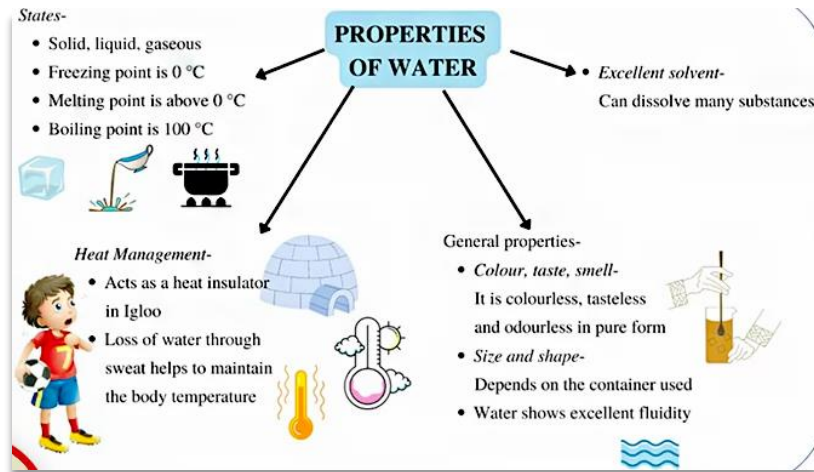 PROPERTIES
OF WATER
States-
• Solid, liquid, gaseous
• Freezing point is 0 °C
• Melting point is above 0 °C
• Boiling point is 100 °C
• Excellent solvent-
Can dissolve many substances
Heat Management-
• Acts as a heat insulator
in Igloo
• Loss of water through
sweat helps to maintain
the body temperature
General properties-
• Colour, taste, smell-
It is colourless, tasteless
and odourless in pure form
• Size and shape-
Depends on the container used
• Water shows excellent fluidity
7